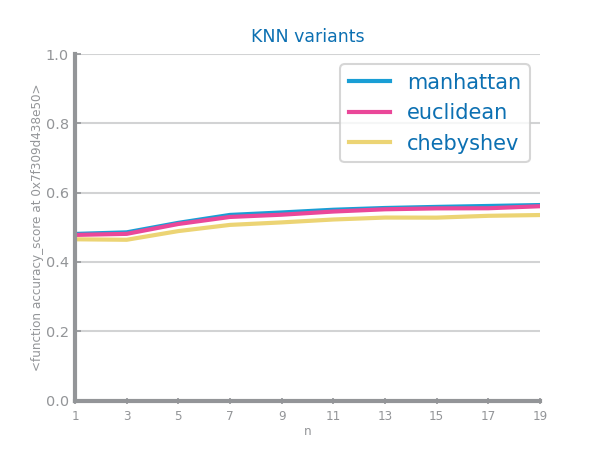 KNN variants
manhattan
euclidean
chebyshev
<function accuracy_score at 0x7f309d438e50>
1.0
0.8
0.6
0.4
0.2
0.0
1 3 5 7 9 11 13 15 17 19
n